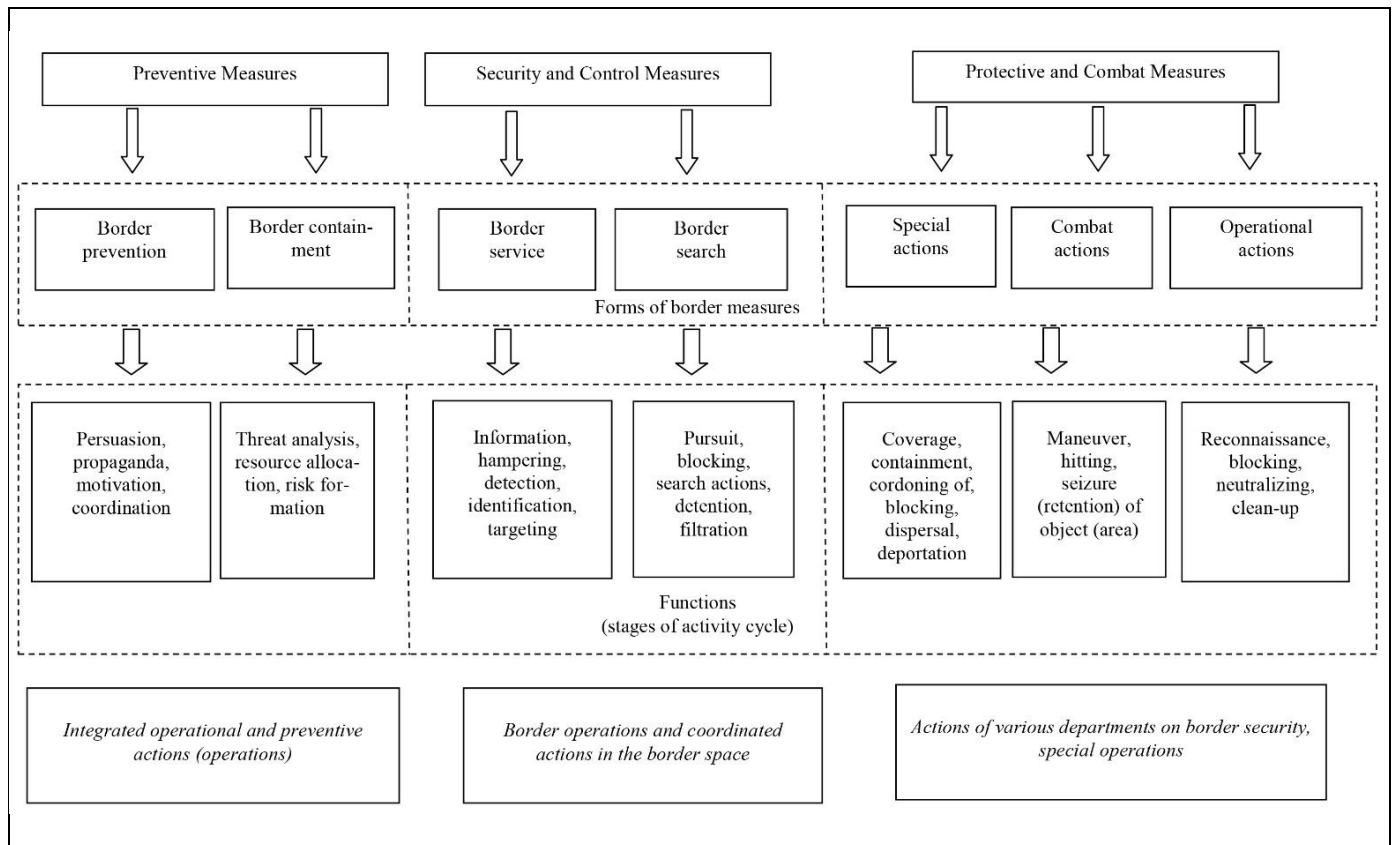 Preventive Measures
Security and Control Measures
Protective and Combat Measures
Border
prevention
Border contain-
ment
Border
service
Border
search
Special
actions
Combat
actions
Operational
actions
Forms of border measures
Persuasion,
propaganda,
motivation,
coordination
Threat analysis,
resource alloca-
tion, risk for-
mation
Information,
hampering,
detection,
identification,
targeting
Pursuit,
blocking,
search actions,
detention,
filtration
Coverage,
containment,
cordoning of,
blocking,
dispersal,
deportation
Maneuver,
hitting,
seizure
(retention) of
object (area)
Reconnaissance,
blocking,
neutralizing,
clean-up
Functions
(stages of activity cycle)
Integrated operational and preventive
actions (operations)
Border operations and coordinated
actions in the border space
Actions of various departments on border security,
special operations